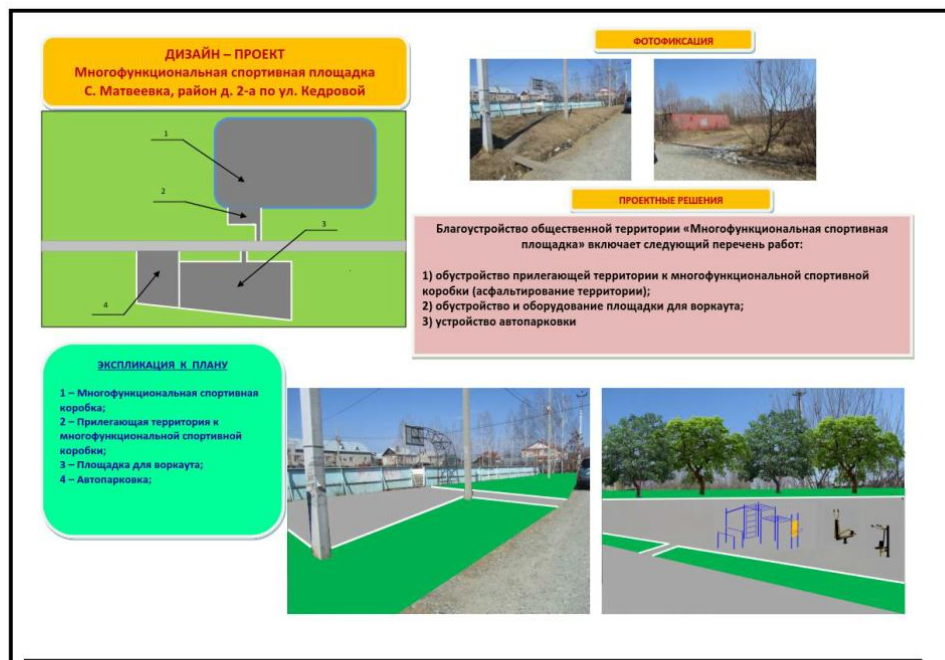 ДИЗАЙН – ПРОЕКТ
Многофункциональная спортивная площадка
С. Матвеевка, район д. 2-а по ул. Кедровой
1
2
3
4
ЭКСПЛИКАЦИЯ К ПЛАНУ
1 – Многофункциональная спортивная
коробка;
2 – Прилегающая территория к
многофункциональной спортивной
коробки;
3 – Площадка для воркаута;
4 – Автопарковка;
ФОТОФИКСАЦИЯ
ПРОЕКТНЫЕ РЕШЕНИЯ
Благоустройство общественной территории «Многофункциональная спортивная
площадка» включает следующий перечень работ:
1) обустройство прилегающей территории к многофункциональной спортивной
коробки (асфальтирование территории);
2) обустройство и оборудование площадки для воркаута;
3) устройство автопарковки